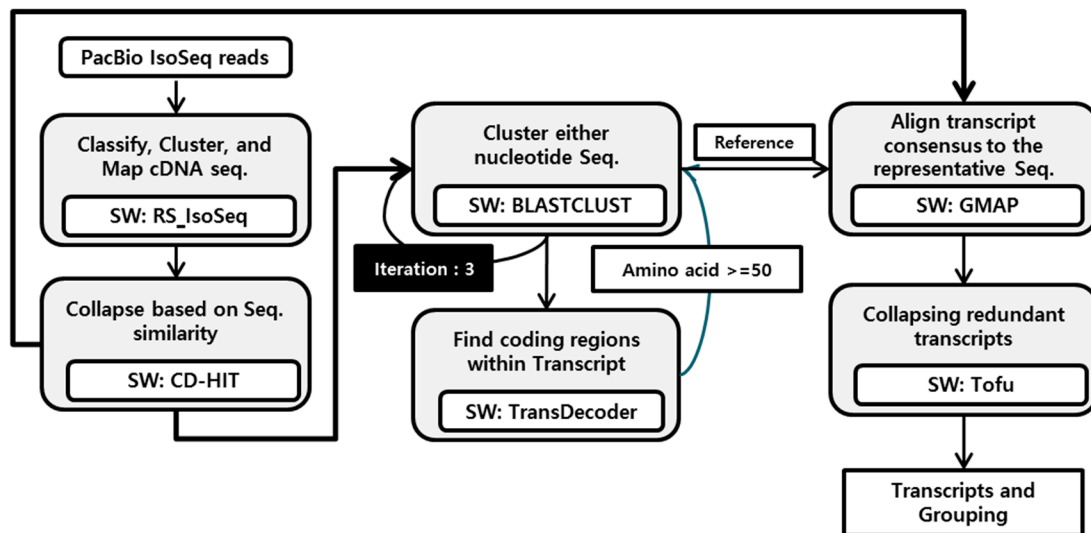 PacBio IsoSeq reads
Classify, Cluster, and
Map cDNA seq.
SW: RS_IsoSeq
Collapse based on Seq.
similarity
SW: CD-HIT
Cluster either
nucleotide Seq.
SW: BLASTCLUST
Iteration : 3
Amino acid >=50
Find coding regions
within Transcript
SW: TransDecoder
Reference
Align transcript
consensus to the
representative Seq.
SW: GMAP
Collapsing redundant
transcripts
SW: Tofu
Transcripts and
Grouping